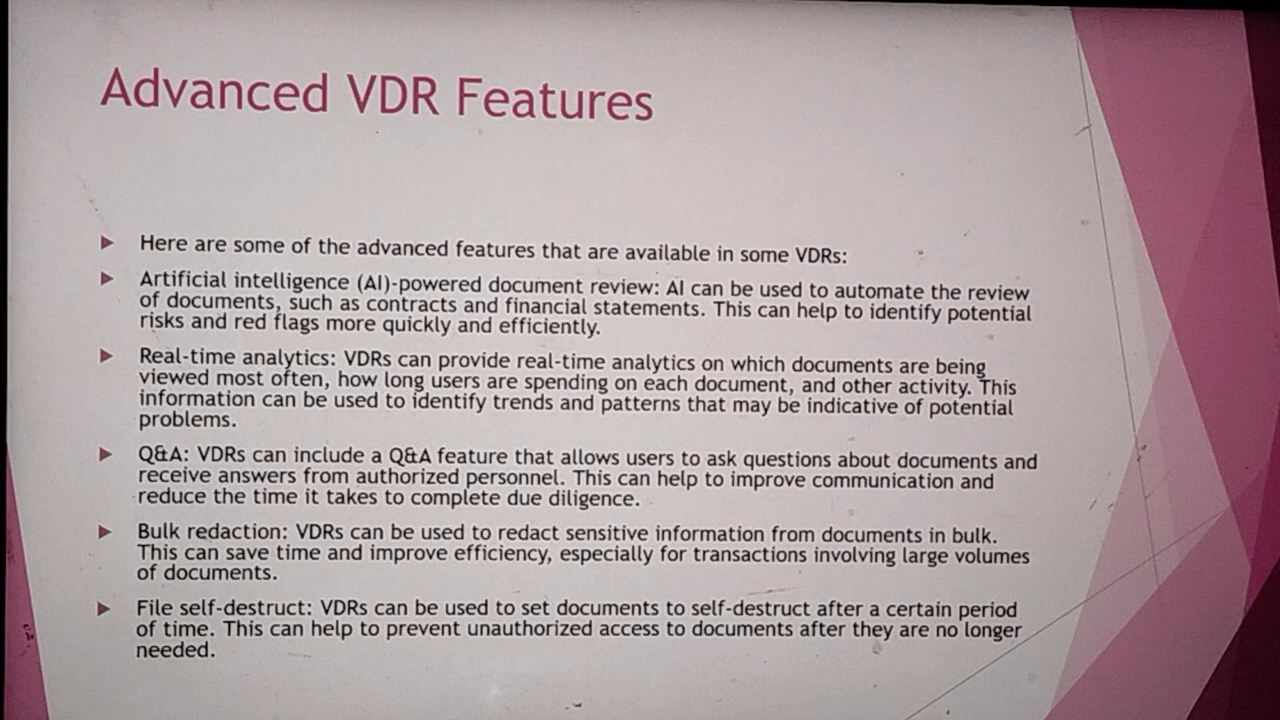 Advanced VDR Features
Here are some of the advanced features that are available in some VDRs:
Artificial intelligence (AI)-powered document review: AI can be used to automate the review
of documents, such as contracts and financial statements. This can help to identify potential
risks and red flags more quickly and efficiently.
Real-time analytics: VDRs can provide real-time analytics on which documents are being
viewed most often, how long users are spending on each document, and other activity. This
information can be used to identify trends and patterns that may be indicative of potential
problems.
Q&A: VDRs can include a Q&A feature that allows users to ask questions about documents and
receive answers from authorized personnel. This can help to improve communication and
reduce the time it takes to complete due diligence.
Bulk redaction: VDRs can be used to redact sensitive information from documents in bulk.
This can save time and improve efficiency, especially for transactions involving large volumes
of documents.
File self-destruct: VDRs can be used to set documents to self-destruct after a certain period
of time. This can help to prevent unauthorized access to documents after they are no longer
needed.